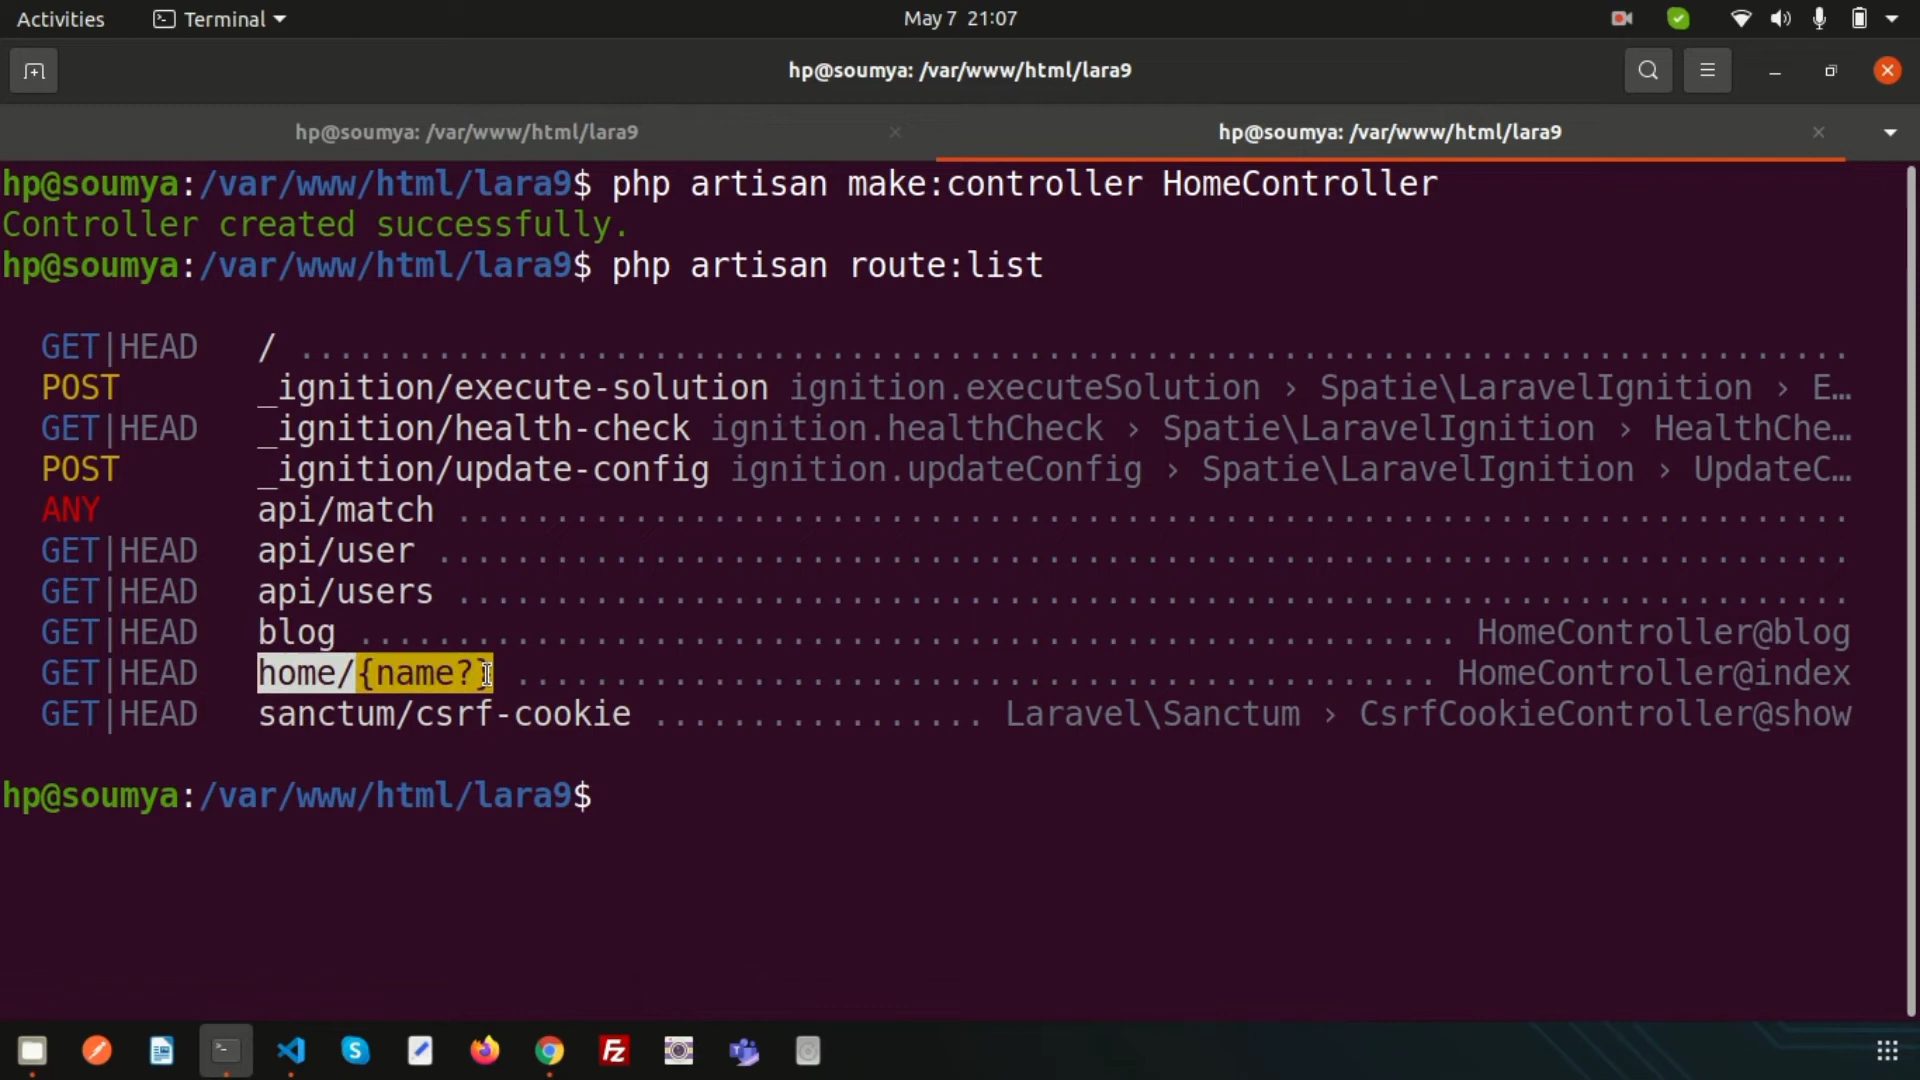 Activities Terminal May 7 21:07
hp@soumya: /var/www/html/lara9
hp@soumya: /var/www/html/lara9 hp@soumya: /var/www/html/lara9
hp@soumya:/var/www/html/lara9$ php artisan make:controller HomeController
Controller created successfully.
hp@soumya:/var/www/html/lara9$ php artisan route:list
GET|HEAD / ...............................................................................
POST _ignition/execute-solution ignition.executeSolution › Spatie\LaravelIgnition › E…
GET|HEAD _ignition/health-check ignition.healthCheck › Spatie\LaravelIgnition › HealthChe…
POST _ignition/update-config ignition.updateConfig › Spatie\LaravelIgnition › UpdateC…
ANY api/match .......................................................................
GET|HEAD api/user ........................................................................
GET|HEAD api/users .......................................................................
GET|HEAD blog ........................................................ HomeController@blog
GET|HEAD home/{name?} ............................................... HomeController@index
GET|HEAD sanctum/csrf-cookie ................. Laravel\Sanctum › CsrfCookieController@show
hp@soumya:/var/www/html/lara9$